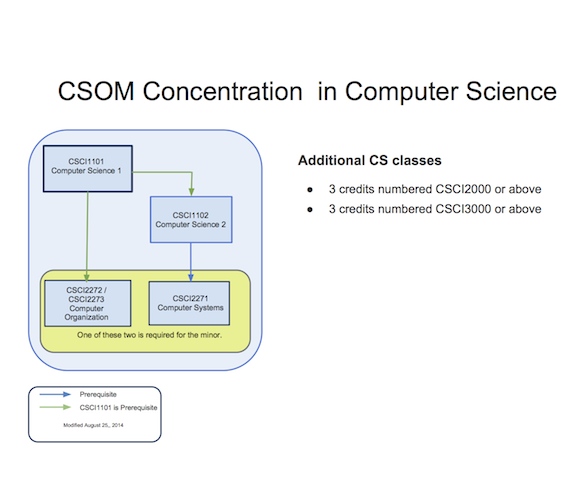 CSOM Concentration in Computer Science
CSCI1101
Computer Science 1
CSCI1102
Computer Science 2
CSCI2272 /
CSCI2273
Computer
Organization
CSCI2271
Computer Systems
One of these two is required for the minor.
Prerequisite
CSCI1101 is Prerequisite
Modified August 25,, 2014
Additional CS classes
● 3 credits numbered CSCI2000 or above
● 3 credits numbered CSCI3000 or above